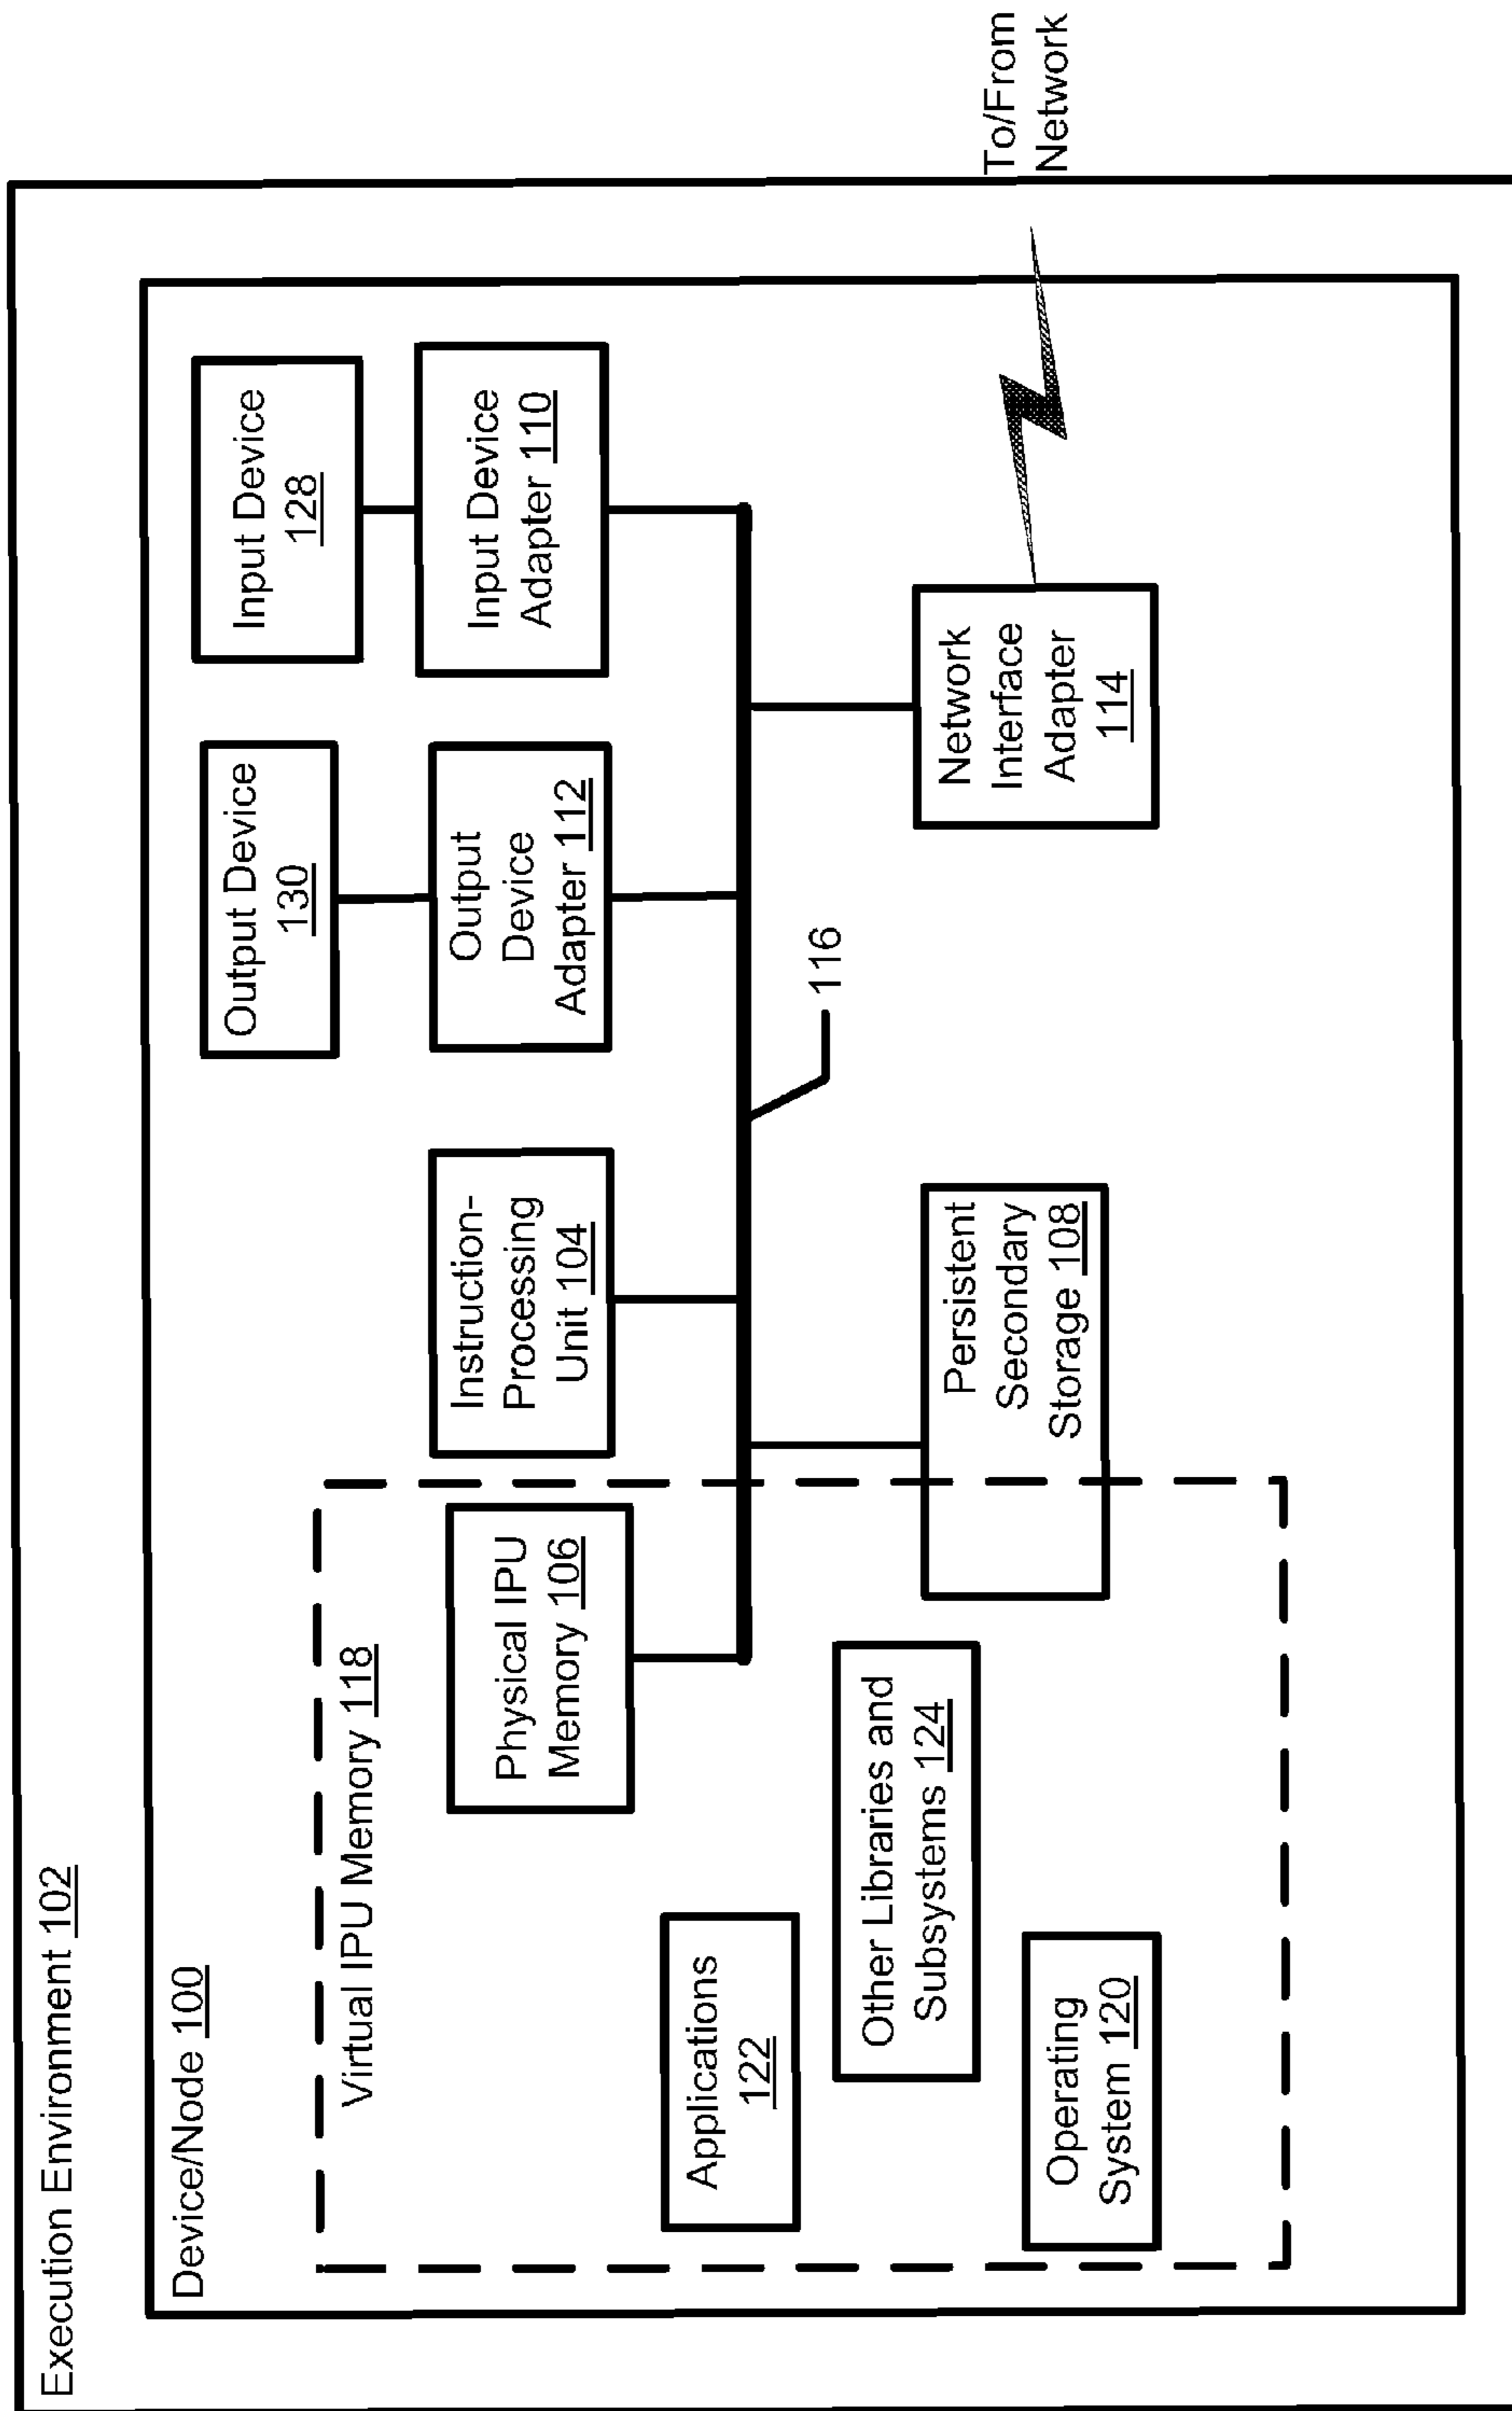 Execution Environment 102
Device/Node 100
Virtual IPU Memory 118
Physical IPU
Memory 106
Instruction-
Processing
Unit 104
Output Device
130
Output
Device
Adapter 112
Input Device
128
Input Device
Adapter 110
Applications
122
Other Libraries and
Subsystems 124
Operating
System 120
Persistent
Secondary
Storage 108
116
Network
Interface
Adapter
114
To/From
Network